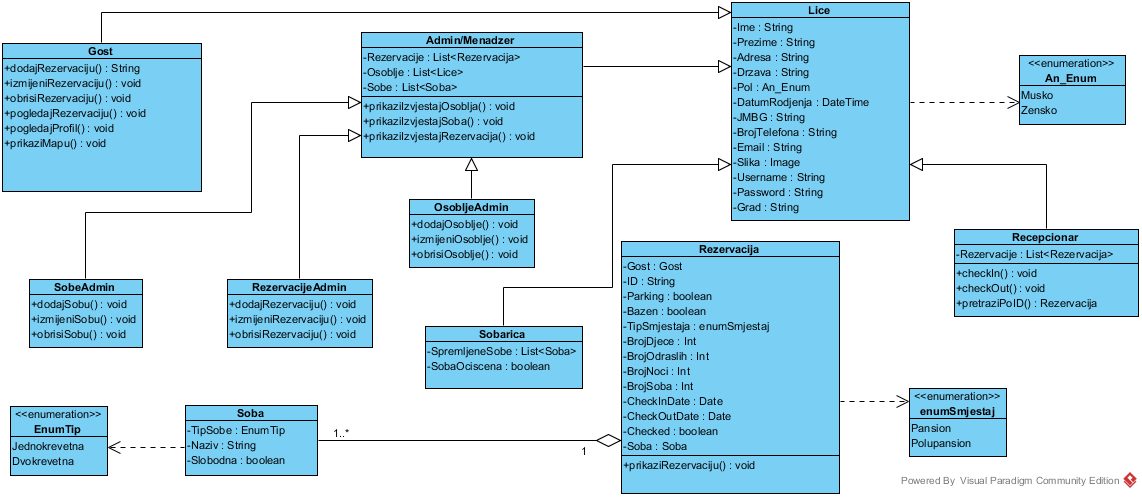 Gost
+dodajRezervaciju() : String
+izmijeniRezervaciju() : void
+obrisiRezervaciju() : void
+pogledajRezervaciju() : void
+pogledajProfil() : void
+prikaziMapu() : void
Admin/Menadzer
-Rezervacije : List<Rezervacija>
-Osoblje : List<Lice>
-Sobe : List<Soba>
+prikaziIzvjestajOsoblja() : void
+prikaziIzvjestajSoba() : void
+prikaziIzvjestajRezervacija() : void
Lice
-Ime : String
-Prezime : String
-Adresa : String
-Drzava : String
-Pol : An_Enum
-DatumRodjenja : DateTime
-JMBG : String
-BrojTelefona : String
-Email : String
-Slika : Image
-Username : String
-Password : String
-Grad : String
<<enumeration>>
An_Enum
Musko
Zensko
OsobljeAdmin
+dodajOsoblje() : void
+izmijeniOsoblje() : void
+obrisiOsoblje() : void
Recepcionar
-Rezervacije : List<Rezervacija>
+checkIn() : void
+checkOut() : void
+pretraziPoID() : Rezervacija
SobeAdmin
+dodajSobu() : void
+izmijeniSobu() : void
+obrisiSobu() : void
RezervacijeAdmin
+dodajRezervaciju() : void
+izmijeniRezervaciju() : void
+obrisiRezervaciju() : void
Sobarica
-SpremljeneSobe : List<Soba>
-SobaOciscena : boolean
Rezervacija
-Gost : Gost
-ID : String
-Parking : boolean
-Bazen : boolean
-TipSmjestaja : enumSmjestaj
-BrojDjece : Int
-BrojOdraslih : Int
-BrojNoci : Int
-BrojSoba : Int
-CheckInDate : Date
-CheckOutDate : Date
-Checked : boolean
-Soba : Soba
+prikaziRezervaciju() : void
<<enumeration>>
enumSmjestaj
Pansion
Polupansion
<<enumeration>>
EnumTip
Jednokrevetna
Dvokrevetna
Soba
-TipSobe : EnumTip
-Naziv : String
-Slobodna : boolean
1..*
1
Powered By Visual Paradigm Community Edition